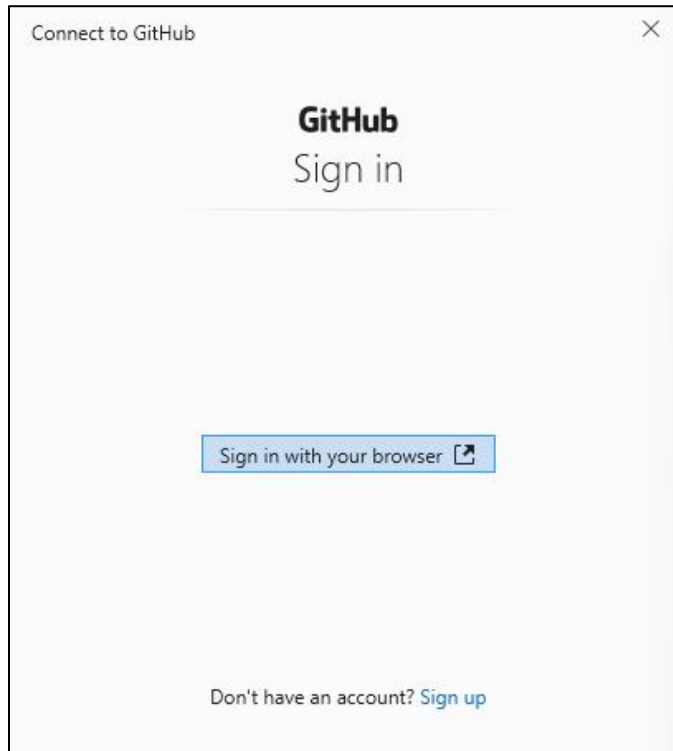 Connect to GitHub
GitHub
Sign in
Sign in with your browser
Don't have an account? Sign up